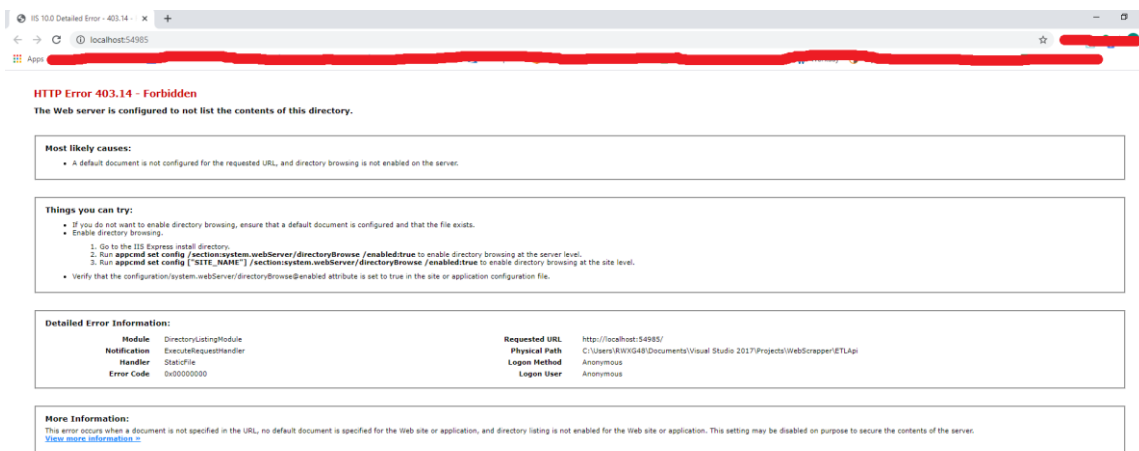 IIS 10.0 Detailed Error - 403.14 -
localhost:54985
Apps
HTTP Error 403.14 - Forbidden
The Web server is configured to not list the contents of this directory.
Most likely causes:
• A default document is not configured for the requested URL, and directory browsing is not enabled on the server.
Things you can try:
• If you do not want to enable directory browsing, ensure that a default document is configured and that the file exists.
• Enable directory browsing.
1. Go to the IIS Express install directory.
2. Run appcmd set config /section:system.webServer/directoryBrowse /enabled:true to enable directory browsing at the server level.
3. Run appcmd set config ["SITE_NAME"] /section:system.webServer/directoryBrowse /enabled:true to enable directory browsing at the site level.
• Verify that the configuration/system.webServer/directoryBrowse@enabled attribute is set to true in the site or application configuration file.
Detailed Error Information:
Module DirectoryListingModule
Notification ExecuteRequestHandler
Handler StaticFile
Error Code 0x00000000
Requested URL http://localhost:54985/
Physical Path C:\Users\RWXG48\Documents\Visual Studio 2017\Projects\WebScrapper\ETLApi
Logon Method Anonymous
Logon User Anonymous
More Information:
This error occurs when a document is not specified in the URL, no default document is specified for the Web site or application, and directory listing is not enabled for the Web site or application. This setting may be disabled on purpose to secure the contents of the server.
View more information »